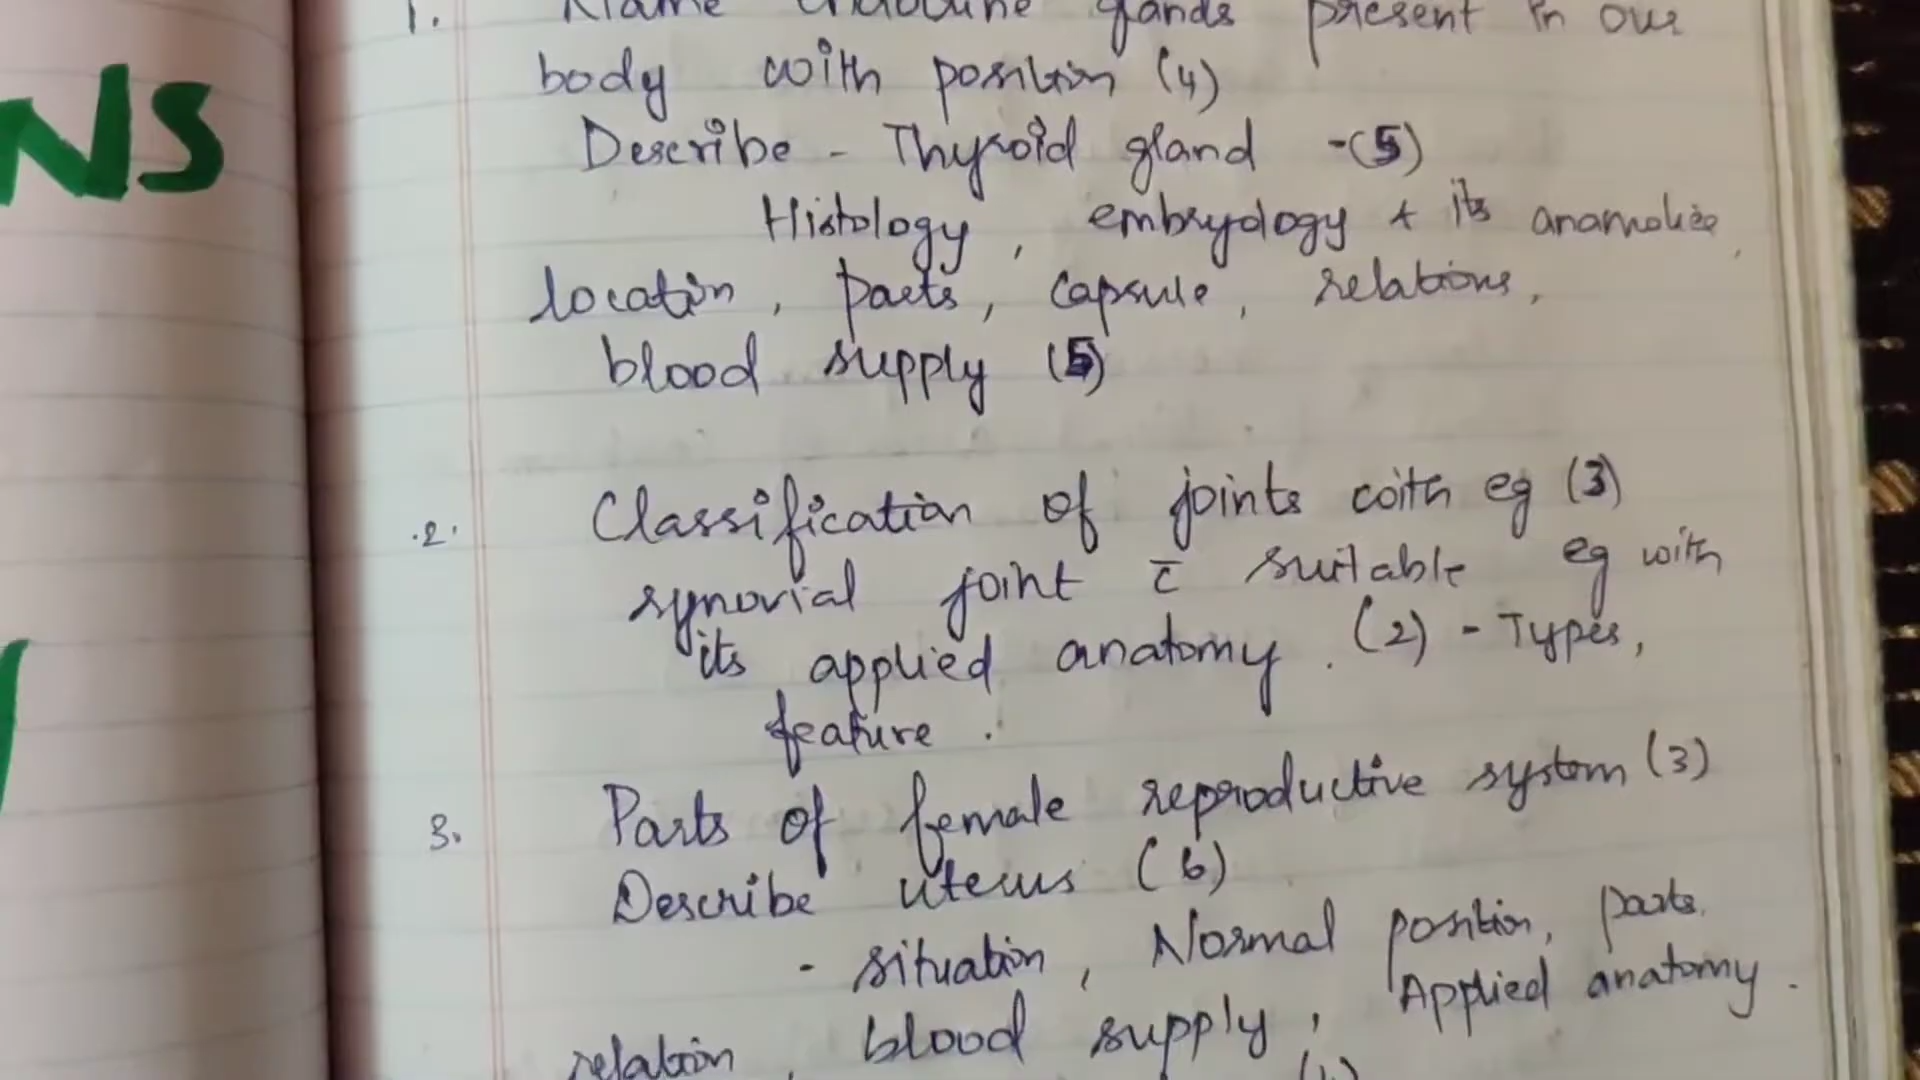 NS
1. Name endocrine glands present in our
body with position (4)
Describe - Thyroid gland -(5)
Histology, embryology & its anamolies,
location, parts, capsule, relations,
blood supply (5)
2. Classification of joints with eg (3)
synovial joint c̄ suitable eg with
its applied anatomy. (2) - Types,
feature.
3. Parts of female reproductive system (3)
Describe uterus (6)
- situation, Normal position, parts,
relation, blood supply, Applied anatomy.